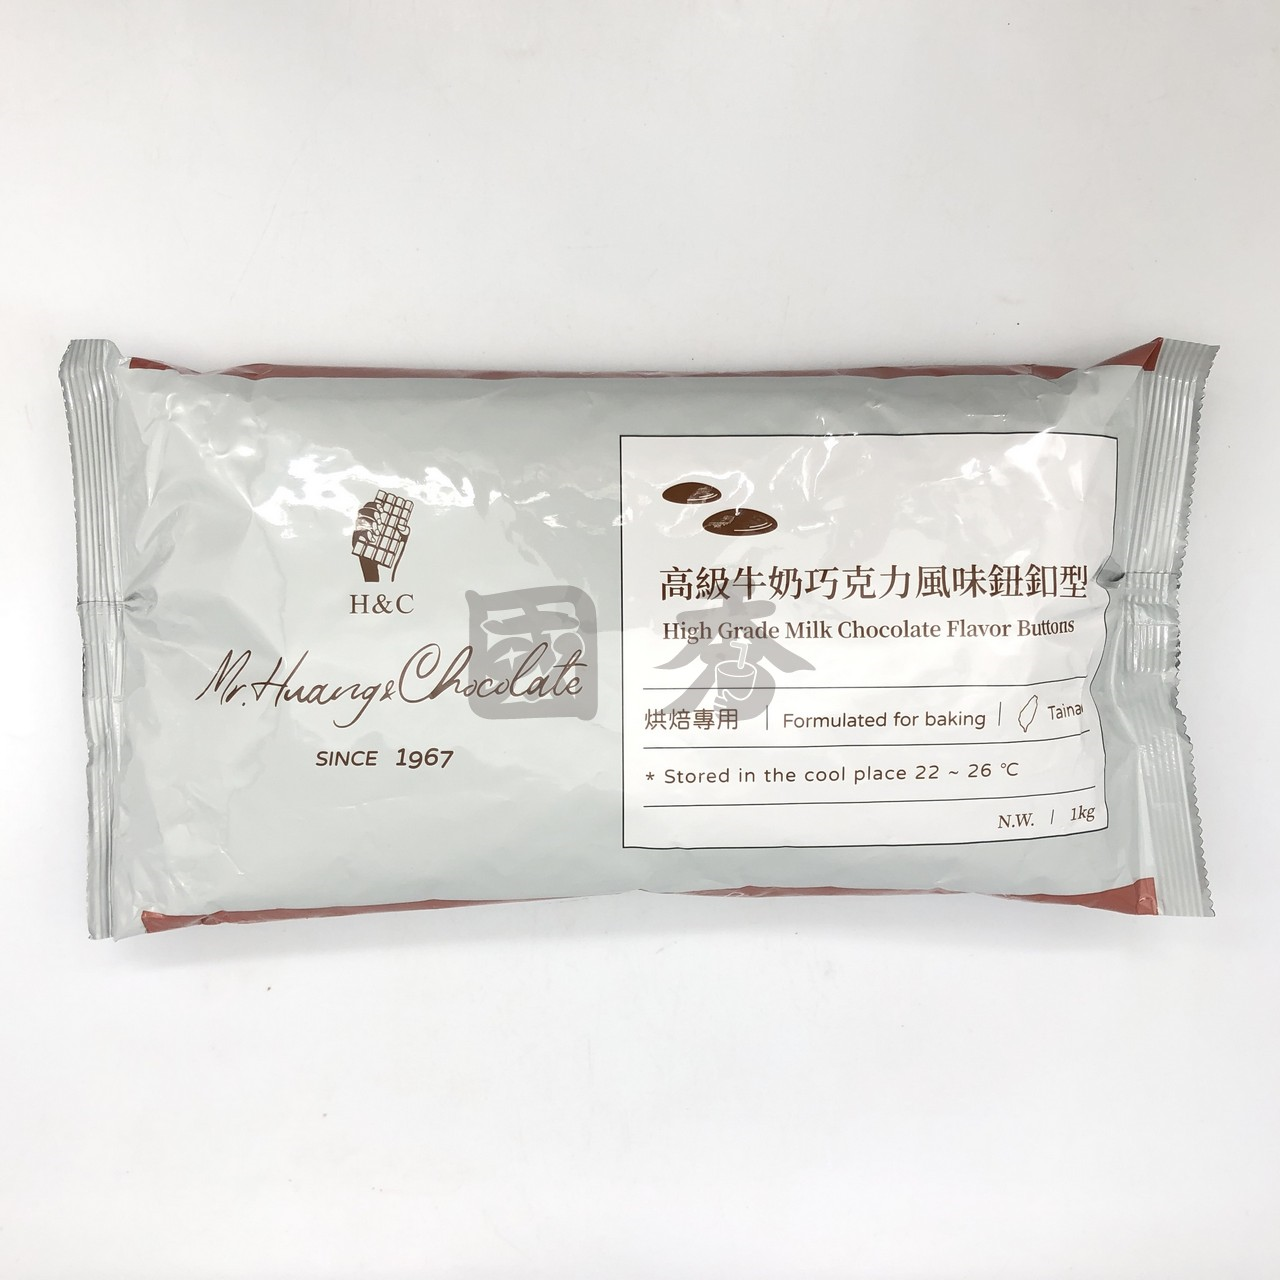 H&C
Mr. Huang & Chocolate
SINCE 1967
高級牛奶巧克力風味鈕釦型
High Grade Milk Chocolate Flavor Buttons
烘焙專用 | Formulated for baking |
* Stored in the cool place 22 ~ 26 °C
N.W. / 1kg
國秀